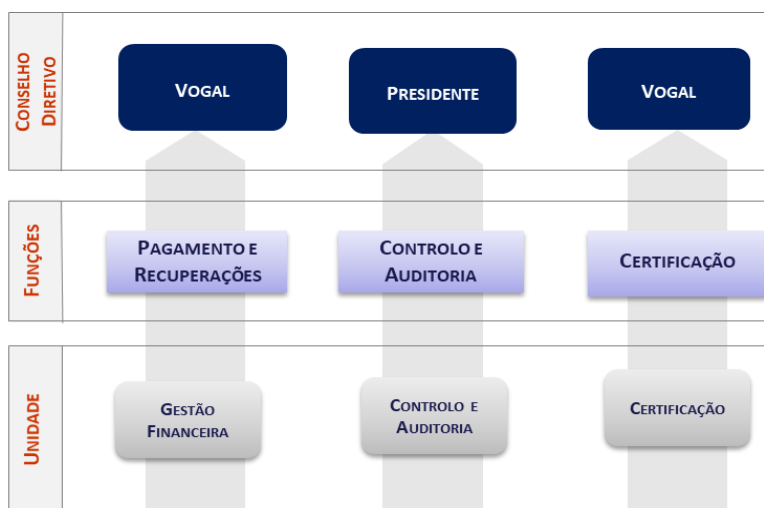 CONSELHO
DIRETIVO
VOGAL
PRESIDENTE
VOGAL
FUNÇÕES
PAGAMENTO E
RECUPERAÇÕES
CONTROLO E
AUDITORIA
CERTIFICAÇÃO
UNIDADE
GESTÃO
FINANCEIRA
CONTROLO E
AUDITORIA
CERTIFICAÇÃO